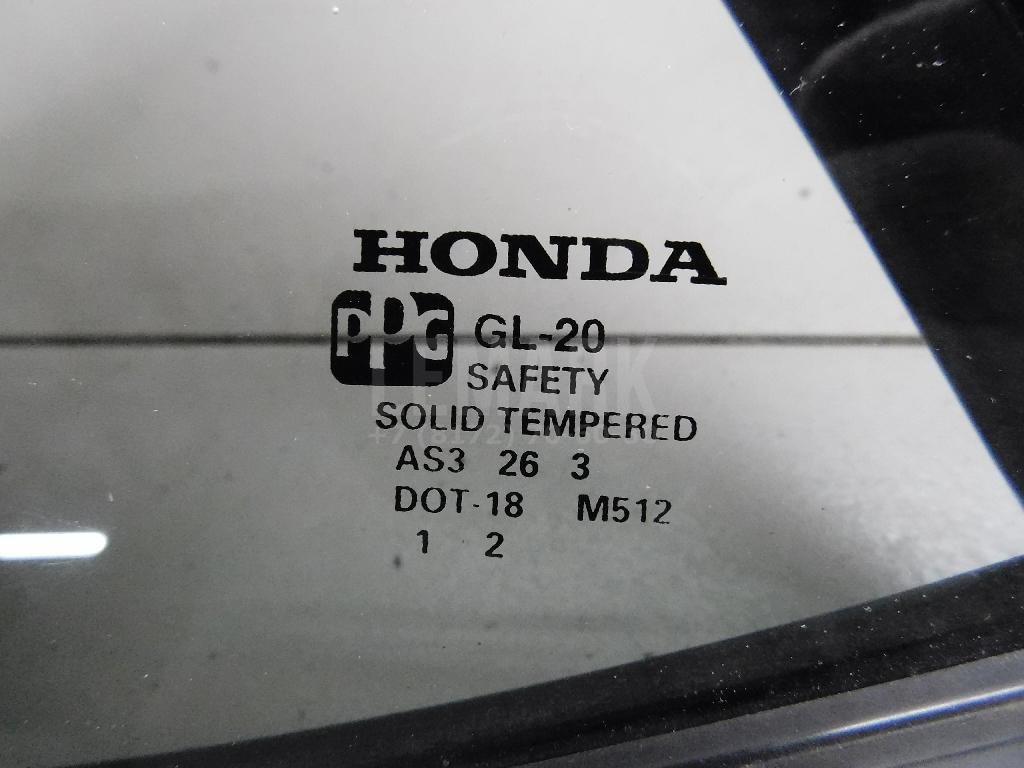 HONDA
PPG GL-20
SAFETY
SOLID TEMPERED
AS3 26 3
DOT-18 M512
1 2